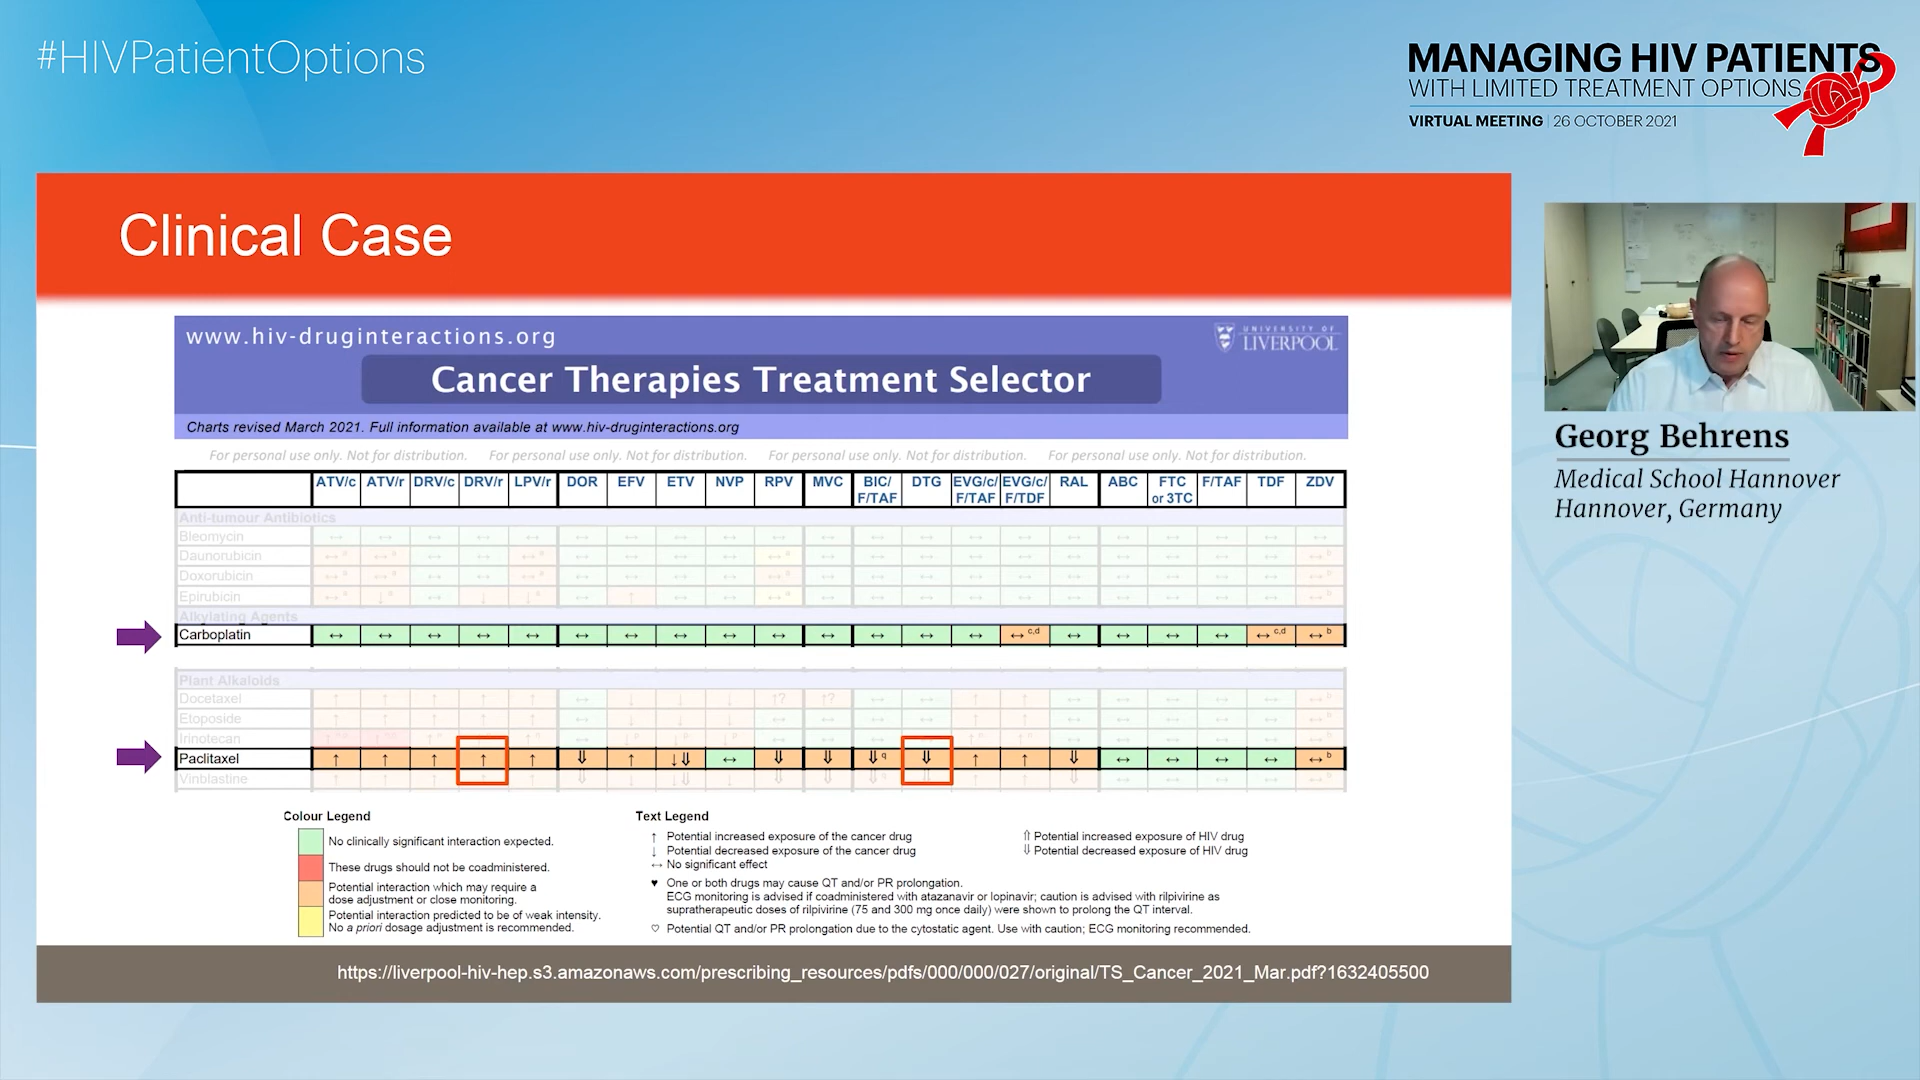 #HIVPatientOptions
MANAGING HIV PATIENTS
WITH LIMITED TREATMENT OPTIONS
VIRTUAL MEETING | 26 OCTOBER 2021
Clinical Case
www.hiv-druginteractions.org
UNIVERSITY OF
LIVERPOOL
Cancer Therapies Treatment Selector
Charts revised March 2021. Full information available at www.hiv-druginteractions.org
For personal use only. Not for distribution. For personal use only. Not for distribution. For personal use only. Not for distribution. For personal use only. Not for distribution.
ATV/c ATV/r DRV/c DRV/r LPV/r DOR EFV ETV NVP RPV MVC BIC/ DTG EVG/c/ EVG/c/ RAL ABC FTC F/TAF TDF ZDV
F/TAF F/TAF F/TDF or 3TC
Anti-tumour Antibiotics
Bleomycin
Daunorubicin
Doxorubicin
Epirubicin
Alkylating Agents
Carboplatin ↔ ↔ ↔ ↔ ↔ ↔ ↔ ↔ ↔ ↔ ↔ ↔ ↔ ↔ ↔ c,d ↔ ↔ ↔ ↔ ↔ c,d ↔ b
Plant Alkaloids
Docetaxel
Etoposide
Irinotecan
Paclitaxel ↑ ↑ ↑ ↑ ↑ ⇓ ↑ ↓⇓ ↔ ⇓ ⇓ ⇓ q ⇓ ↑ ↑ ⇓ ↔ ↔ ↔ ↔ ↔ b
Vinblastine
Colour Legend
No clinically significant interaction expected.
These drugs should not be coadministered.
Potential interaction which may require a
dose adjustment or close monitoring.
Potential interaction predicted to be of weak intensity.
No a priori dosage adjustment is recommended.
Text Legend
↑ Potential increased exposure of the cancer drug
↓ Potential decreased exposure of the cancer drug
↔ No significant effect
⇑ Potential increased exposure of HIV drug
⇓ Potential decreased exposure of HIV drug
♥ One or both drugs may cause QT and/or PR prolongation.
ECG monitoring is advised if coadministered with atazanavir or lopinavir; caution is advised with rilpivirine as
supratherapeutic doses of rilpivirine (75 and 300 mg once daily) were shown to prolong the QT interval.
♡ Potential QT and/or PR prolongation due to the cytostatic agent. Use with caution; ECG monitoring recommended.
https://liverpool-hiv-hep.s3.amazonaws.com/prescribing_resources/pdfs/000/000/027/original/TS_Cancer_2021_Mar.pdf?1632405500
Georg Behrens
Medical School Hannover
Hannover, Germany